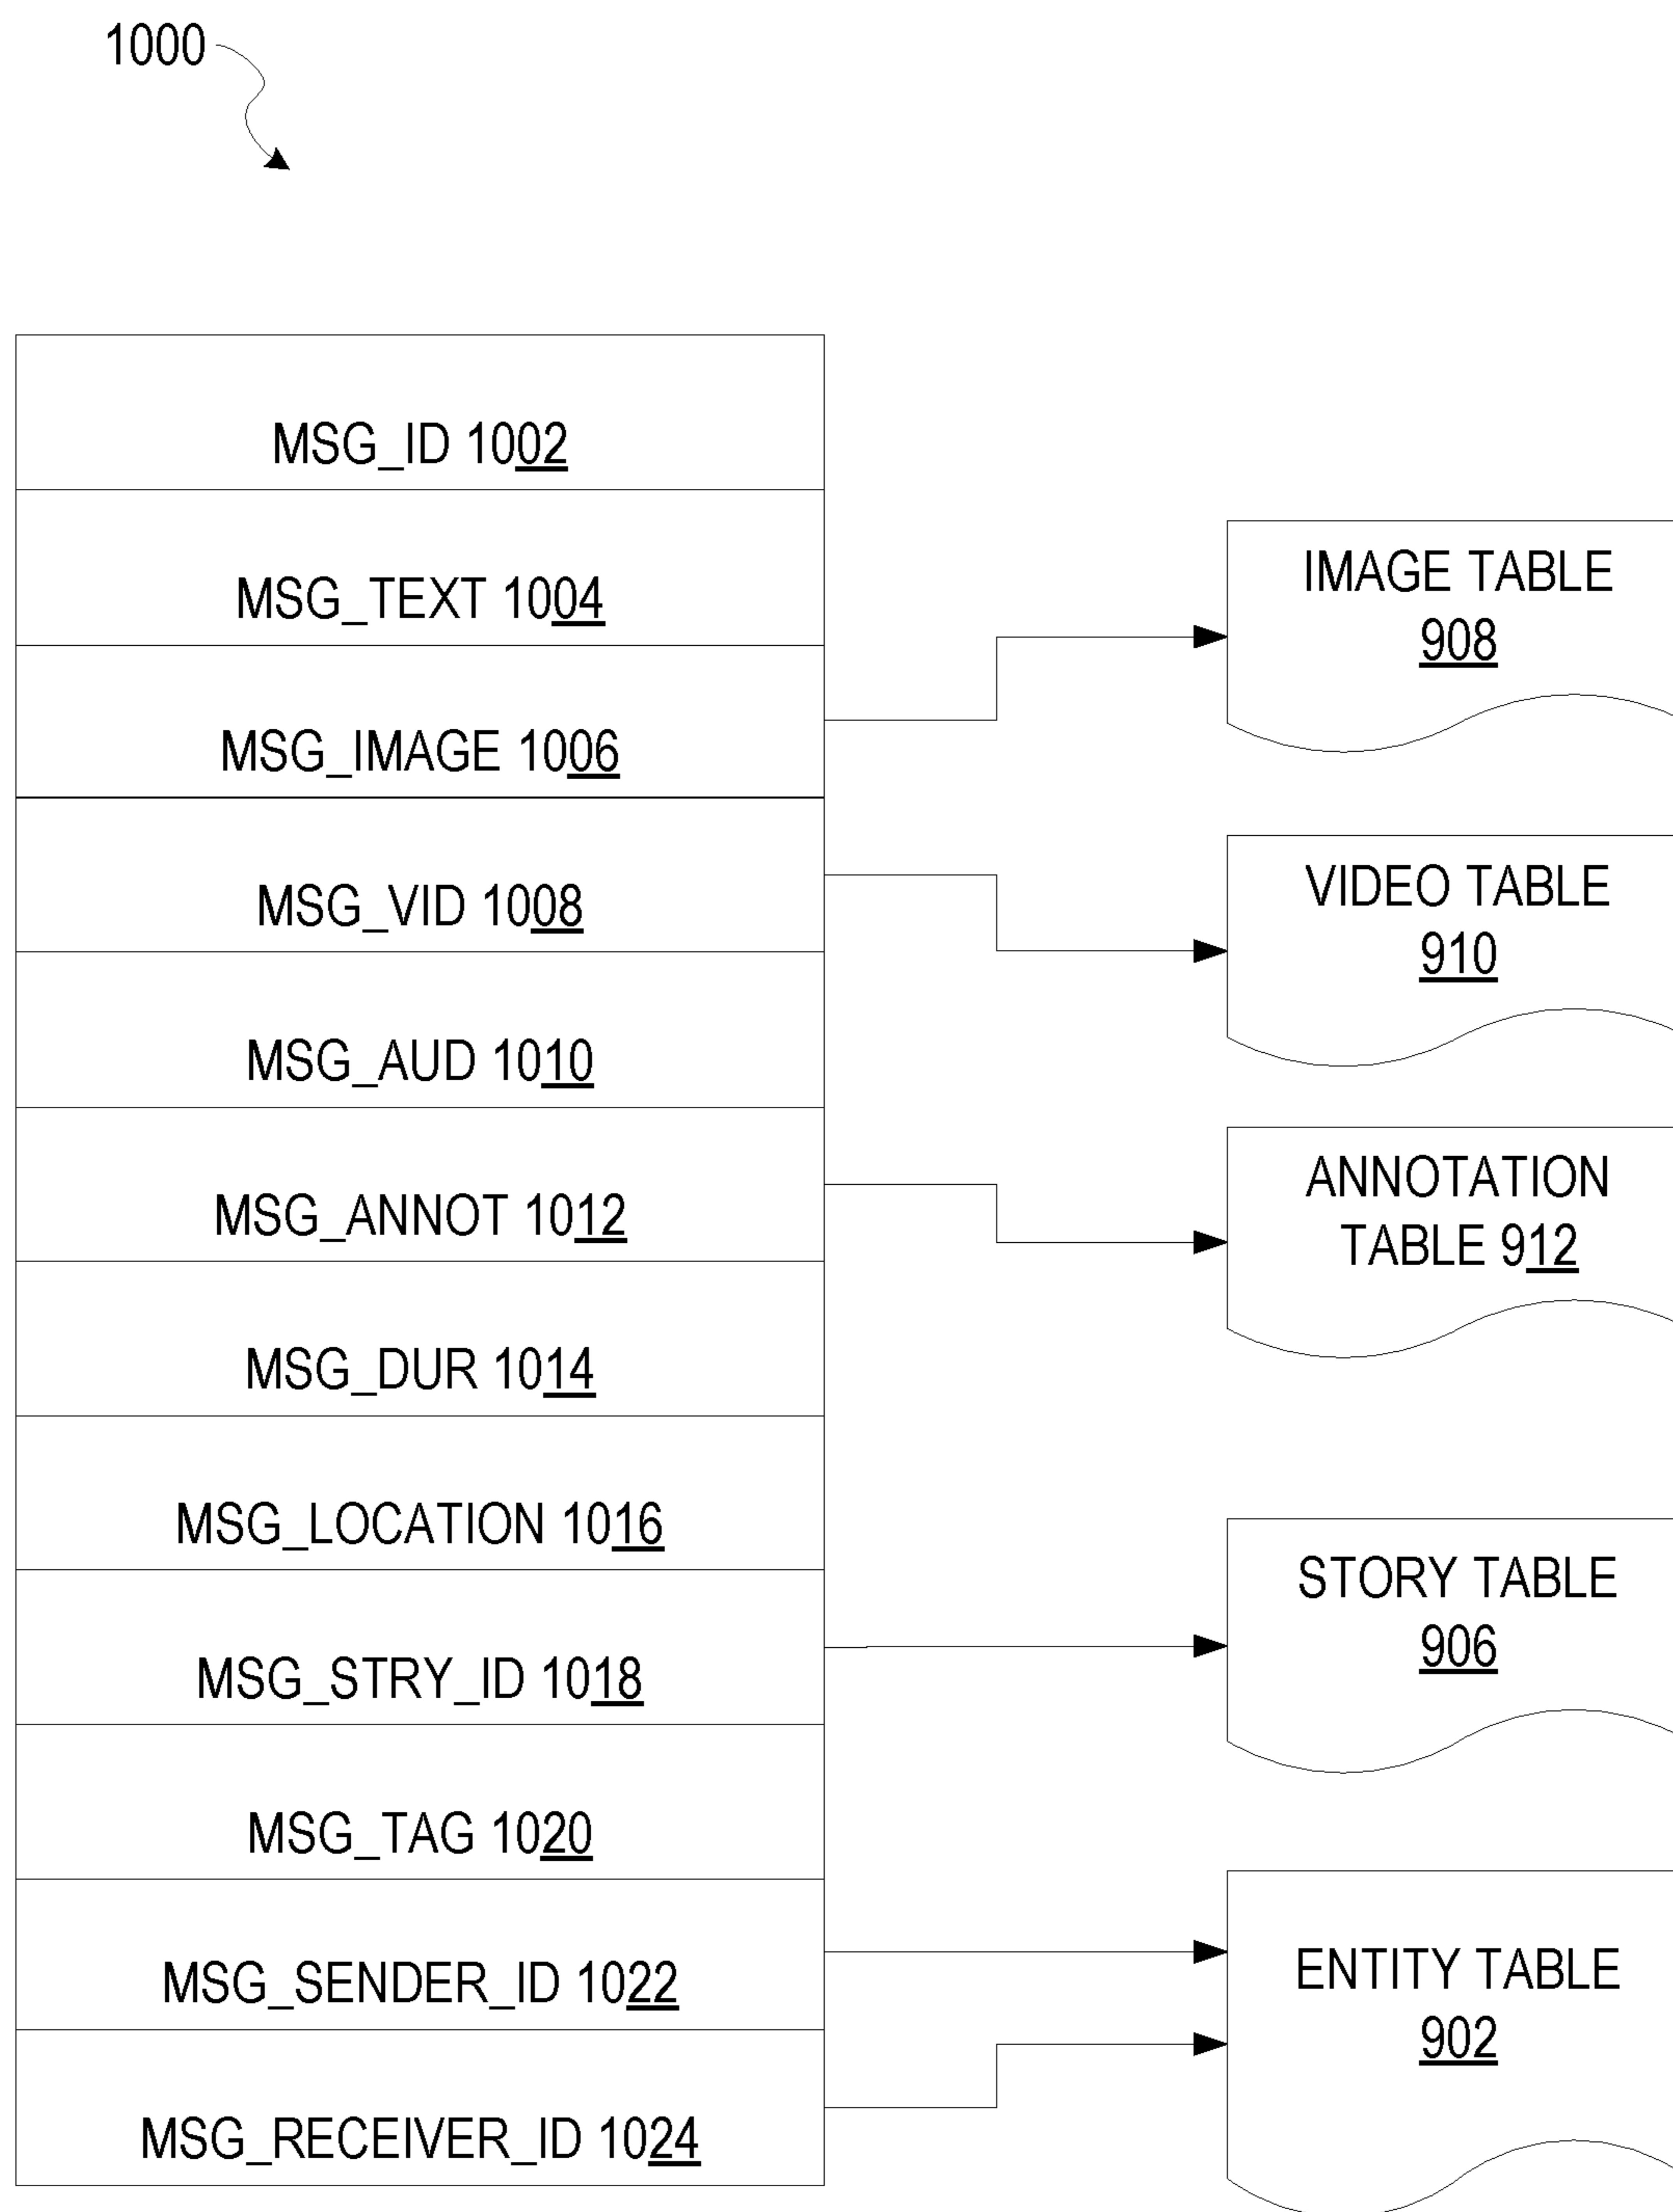 1000
MSG_ID 1002
MSG_TEXT 1004
MSG_IMAGE 1006
MSG_VID 1008
MSG_AUD 1010
MSG_ANNOT 1012
MSG_DUR 1014
MSG_LOCATION 1016
MSG_STRY_ID 1018
MSG_TAG 1020
MSG_SENDER_ID 1022
MSG_RECEIVER_ID 1024
IMAGE TABLE
908
VIDEO TABLE
910
ANNOTATION
TABLE 912
STORY TABLE
906
ENTITY TABLE
902